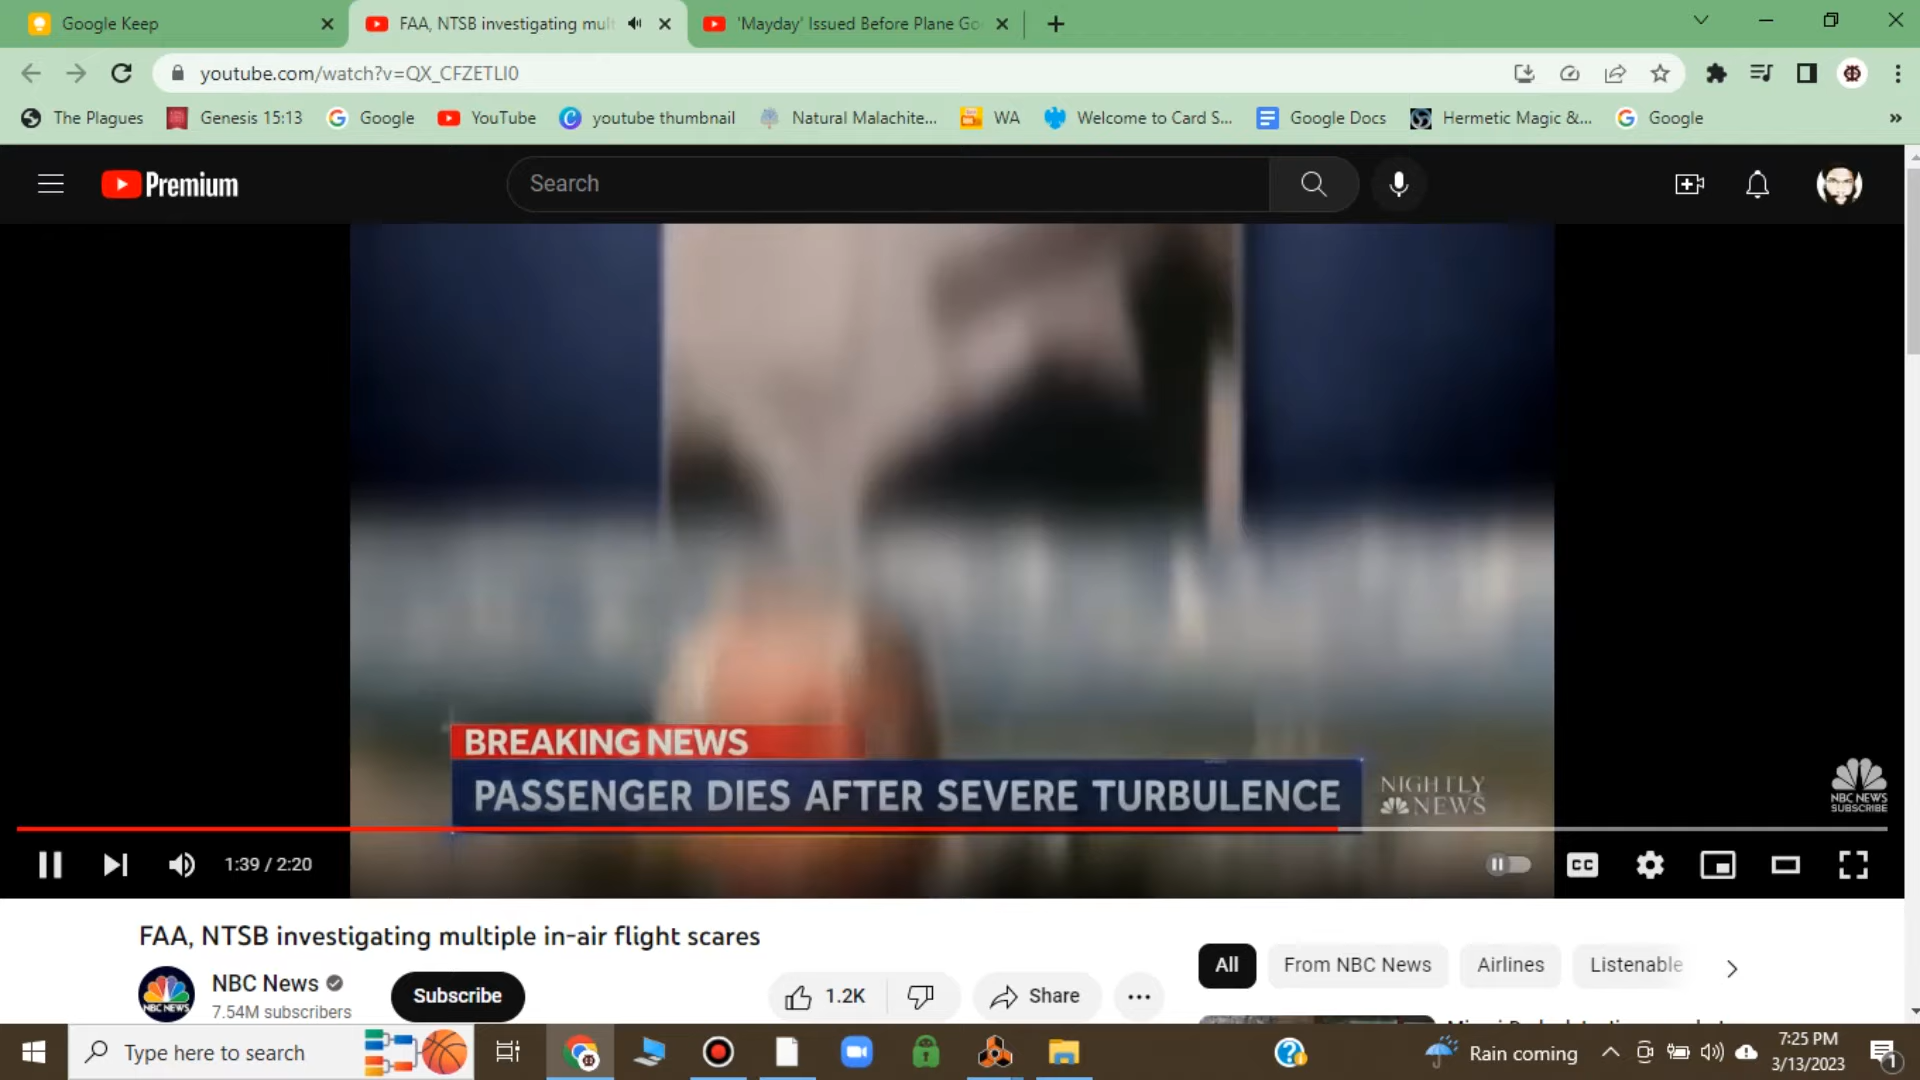 Google Keep
FAA, NTSB investigating mul
'Mayday' Issued Before Plane Go
youtube.com/watch?v=QX_CFZETLI0
The Plagues
Genesis 15:13
Google
YouTube
youtube thumbnail
Natural Malachite...
WA
Welcome to Card S...
Google Docs
Hermetic Magic &...
Google
Premium
Search
BREAKING NEWS
PASSENGER DIES AFTER SEVERE TURBULENCE
NIGHTLY
NEWS
NBC NEWS
SUBSCRIBE
1:39 / 2:20
CC
FAA, NTSB investigating multiple in-air flight scares
NBC NEWS
NBC News
7.54M subscribers
Subscribe
1.2K
Share
All
From NBC News
Airlines
Listenable
Type here to search
Rain coming
7:25 PM
3/13/2023
1